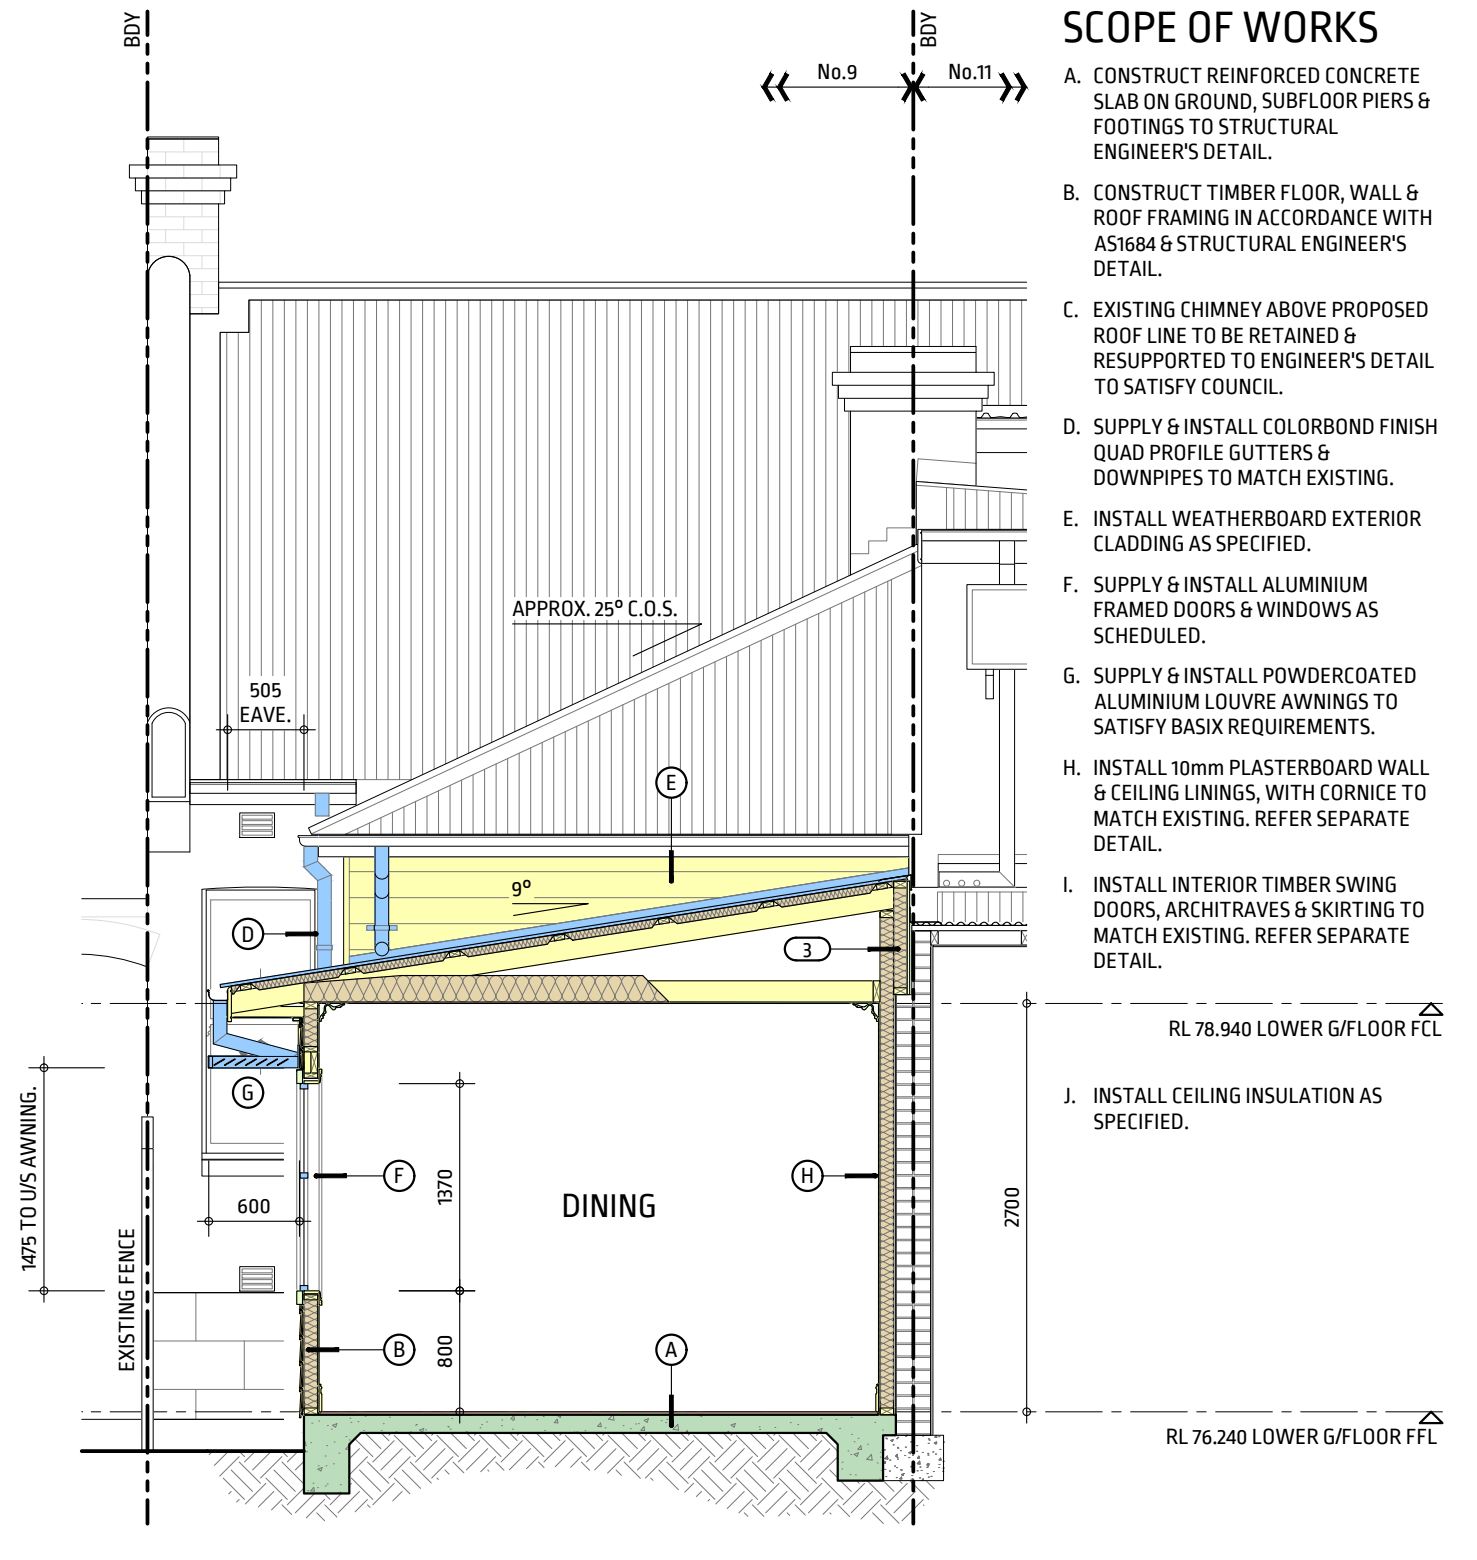 BDY
BDY
No.9
No.11
SCOPE OF WORKS
A. CONSTRUCT REINFORCED CONCRETE
SLAB ON GROUND, SUBFLOOR PIERS &
FOOTINGS TO STRUCTURAL
ENGINEER'S DETAIL.
B. CONSTRUCT TIMBER FLOOR, WALL &
ROOF FRAMING IN ACCORDANCE WITH
AS1684 & STRUCTURAL ENGINEER'S
DETAIL.
C. EXISTING CHIMNEY ABOVE PROPOSED
ROOF LINE TO BE RETAINED &
RESUPPORTED TO ENGINEER'S DETAIL
TO SATISFY COUNCIL.
D. SUPPLY & INSTALL COLORBOND FINISH
QUAD PROFILE GUTTERS &
DOWNPIPES TO MATCH EXISTING.
E. INSTALL WEATHERBOARD EXTERIOR
CLADDING AS SPECIFIED.
F. SUPPLY & INSTALL ALUMINIUM
FRAMED DOORS & WINDOWS AS
SCHEDULED.
G. SUPPLY & INSTALL POWDERCOATED
ALUMINIUM LOUVRE AWNINGS TO
SATISFY BASIX REQUIREMENTS.
H. INSTALL 10mm PLASTERBOARD WALL
& CEILING LININGS, WITH CORNICE TO
MATCH EXISTING. REFER SEPARATE
DETAIL.
I. INSTALL INTERIOR TIMBER SWING
DOORS, ARCHITRAVES & SKIRTING TO
MATCH EXISTING. REFER SEPARATE
DETAIL.
J. INSTALL CEILING INSULATION AS
SPECIFIED.
APPROX. 25° C.O.S.
505
EAVE.
E
9°
D
3
RL 78.940 LOWER G/FLOOR FCL
G
1475 TO U/S AWNING.
F
H
600
1370
DINING
2700
EXISTING FENCE
B
800
A
RL 76.240 LOWER G/FLOOR FFL